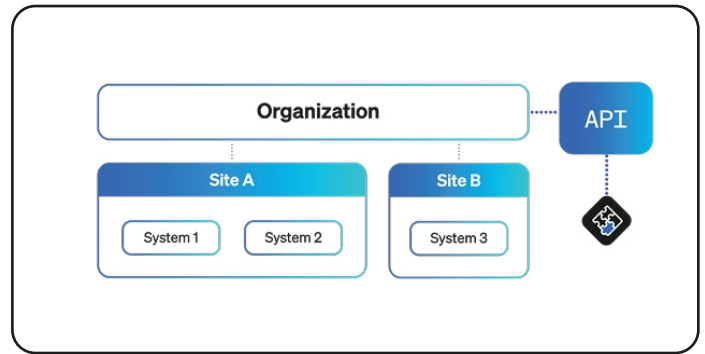 Organization
API
Site A
Site B
System 1
System 2
System 3